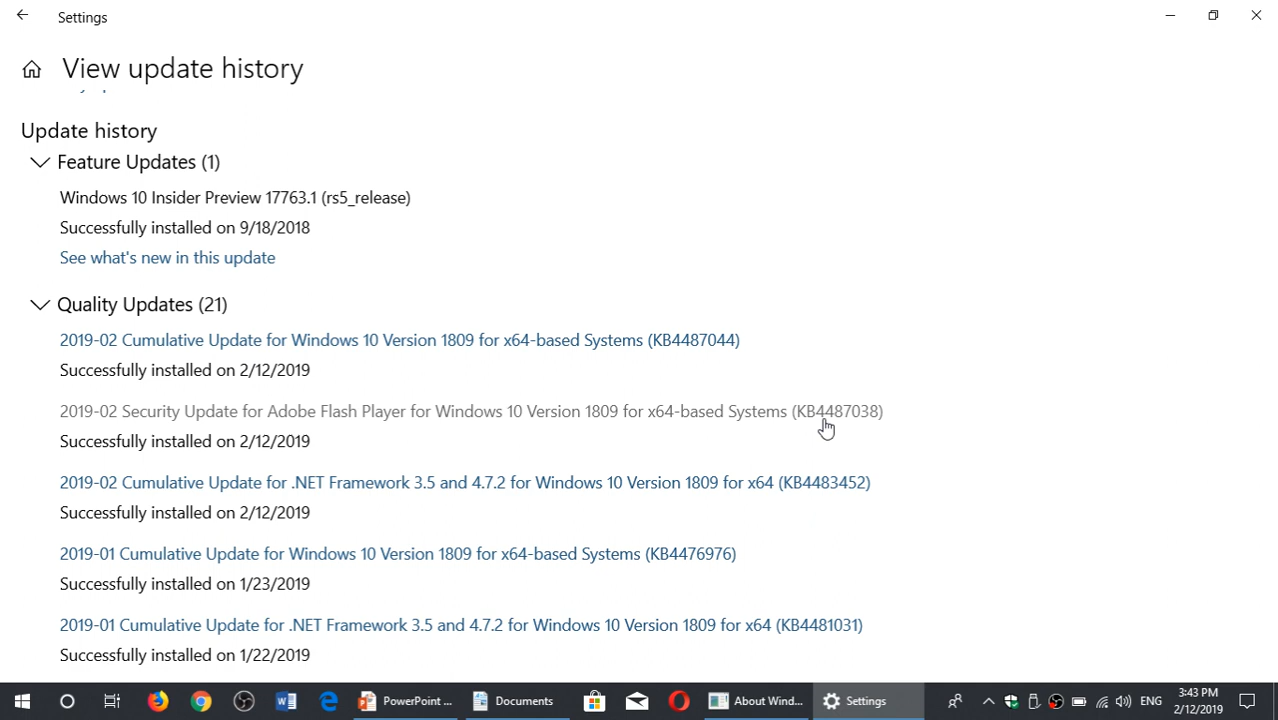 Settings
View update history
Update history
Feature Updates (1)
Windows 10 Insider Preview 17763.1 (rs5_release)
Successfully installed on 9/18/2018
See what's new in this update
Quality Updates (21)
2019-02 Cumulative Update for Windows 10 Version 1809 for x64-based Systems (KB4487044)
Successfully installed on 2/12/2019
2019-02 Security Update for Adobe Flash Player for Windows 10 Version 1809 for x64-based Systems (KB4487038)
Successfully installed on 2/12/2019
2019-02 Cumulative Update for .NET Framework 3.5 and 4.7.2 for Windows 10 Version 1809 for x64 (KB4483452)
Successfully installed on 2/12/2019
2019-01 Cumulative Update for Windows 10 Version 1809 for x64-based Systems (KB4476976)
Successfully installed on 1/23/2019
2019-01 Cumulative Update for .NET Framework 3.5 and 4.7.2 for Windows 10 Version 1809 for x64 (KB4481031)
Successfully installed on 1/22/2019
PowerPoint ...
Documents
About Wind...
Settings
ENG
3:43 PM
2/12/2019